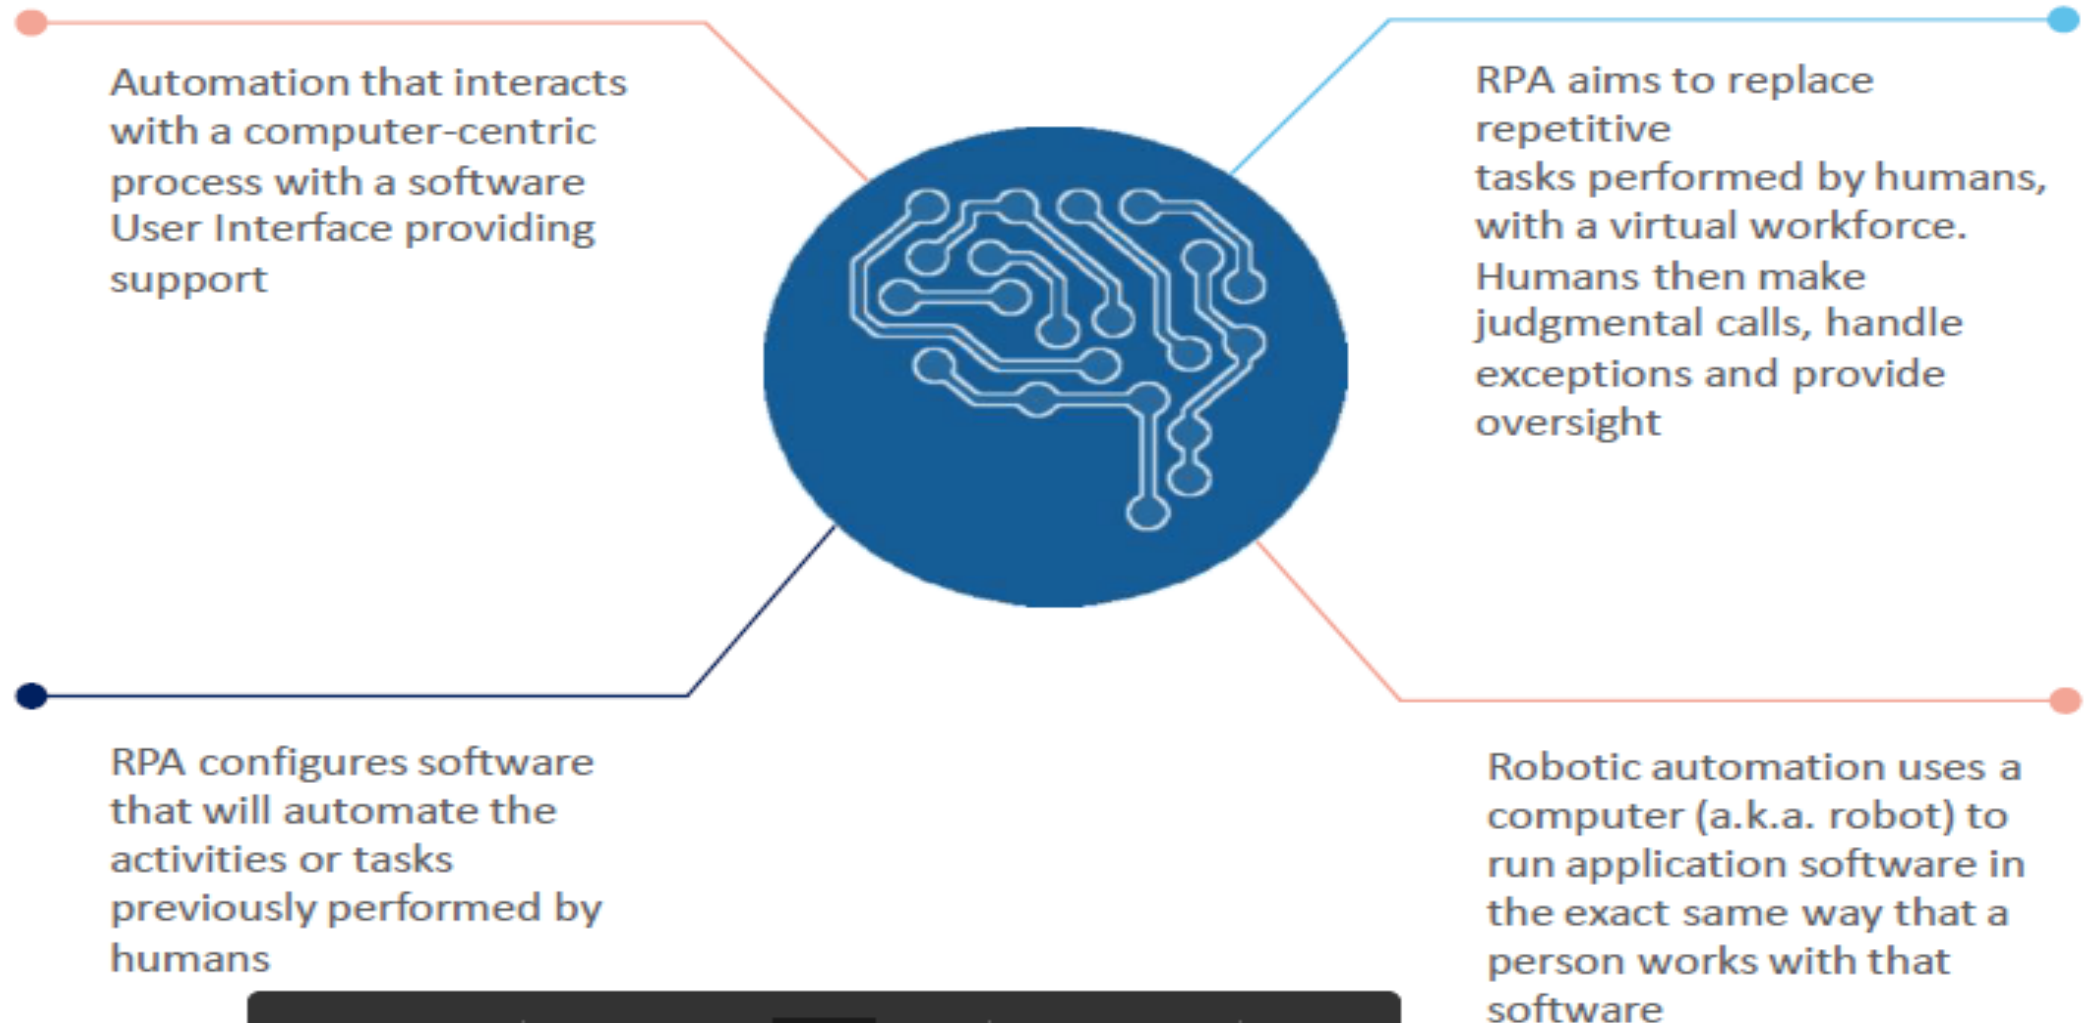 Automation that interacts
with a computer-centric
process with a software
User Interface providing
support
RPA aims to replace
repetitive
tasks performed by humans,
with a virtual workforce.
Humans then make
judgmental calls, handle
exceptions and provide
oversight
RPA configures software
that will automate the
activities or tasks
previously performed by
humans
Robotic automation uses a
computer (a.k.a. robot) to
run application software in
the exact same way that a
person works with that
software